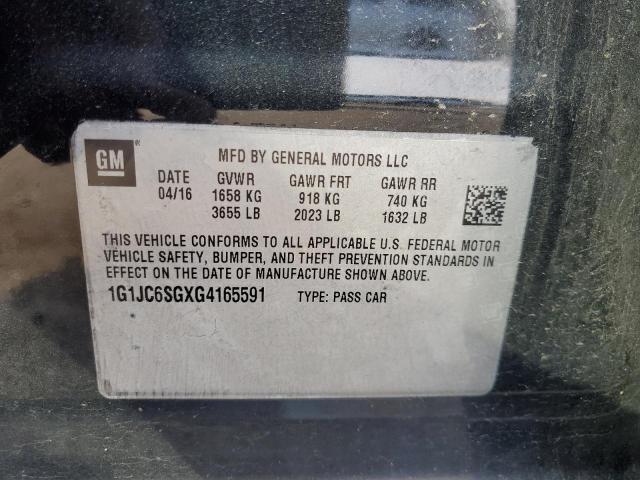 GM ®
MFD BY GENERAL MOTORS LLC
DATE GVWR GAWR FRT GAWR RR
04/16 1658 KG 918 KG 740 KG
3655 LB 2023 LB 1632 LB
THIS VEHICLE CONFORMS TO ALL APPLICABLE U.S. FEDERAL MOTOR
VEHICLE SAFETY, BUMPER, AND THEFT PREVENTION STANDARDS IN
EFFECT ON THE DATE OF MANUFACTURE SHOWN ABOVE.
1G1JC6SGXG4165591 TYPE: PASS CAR